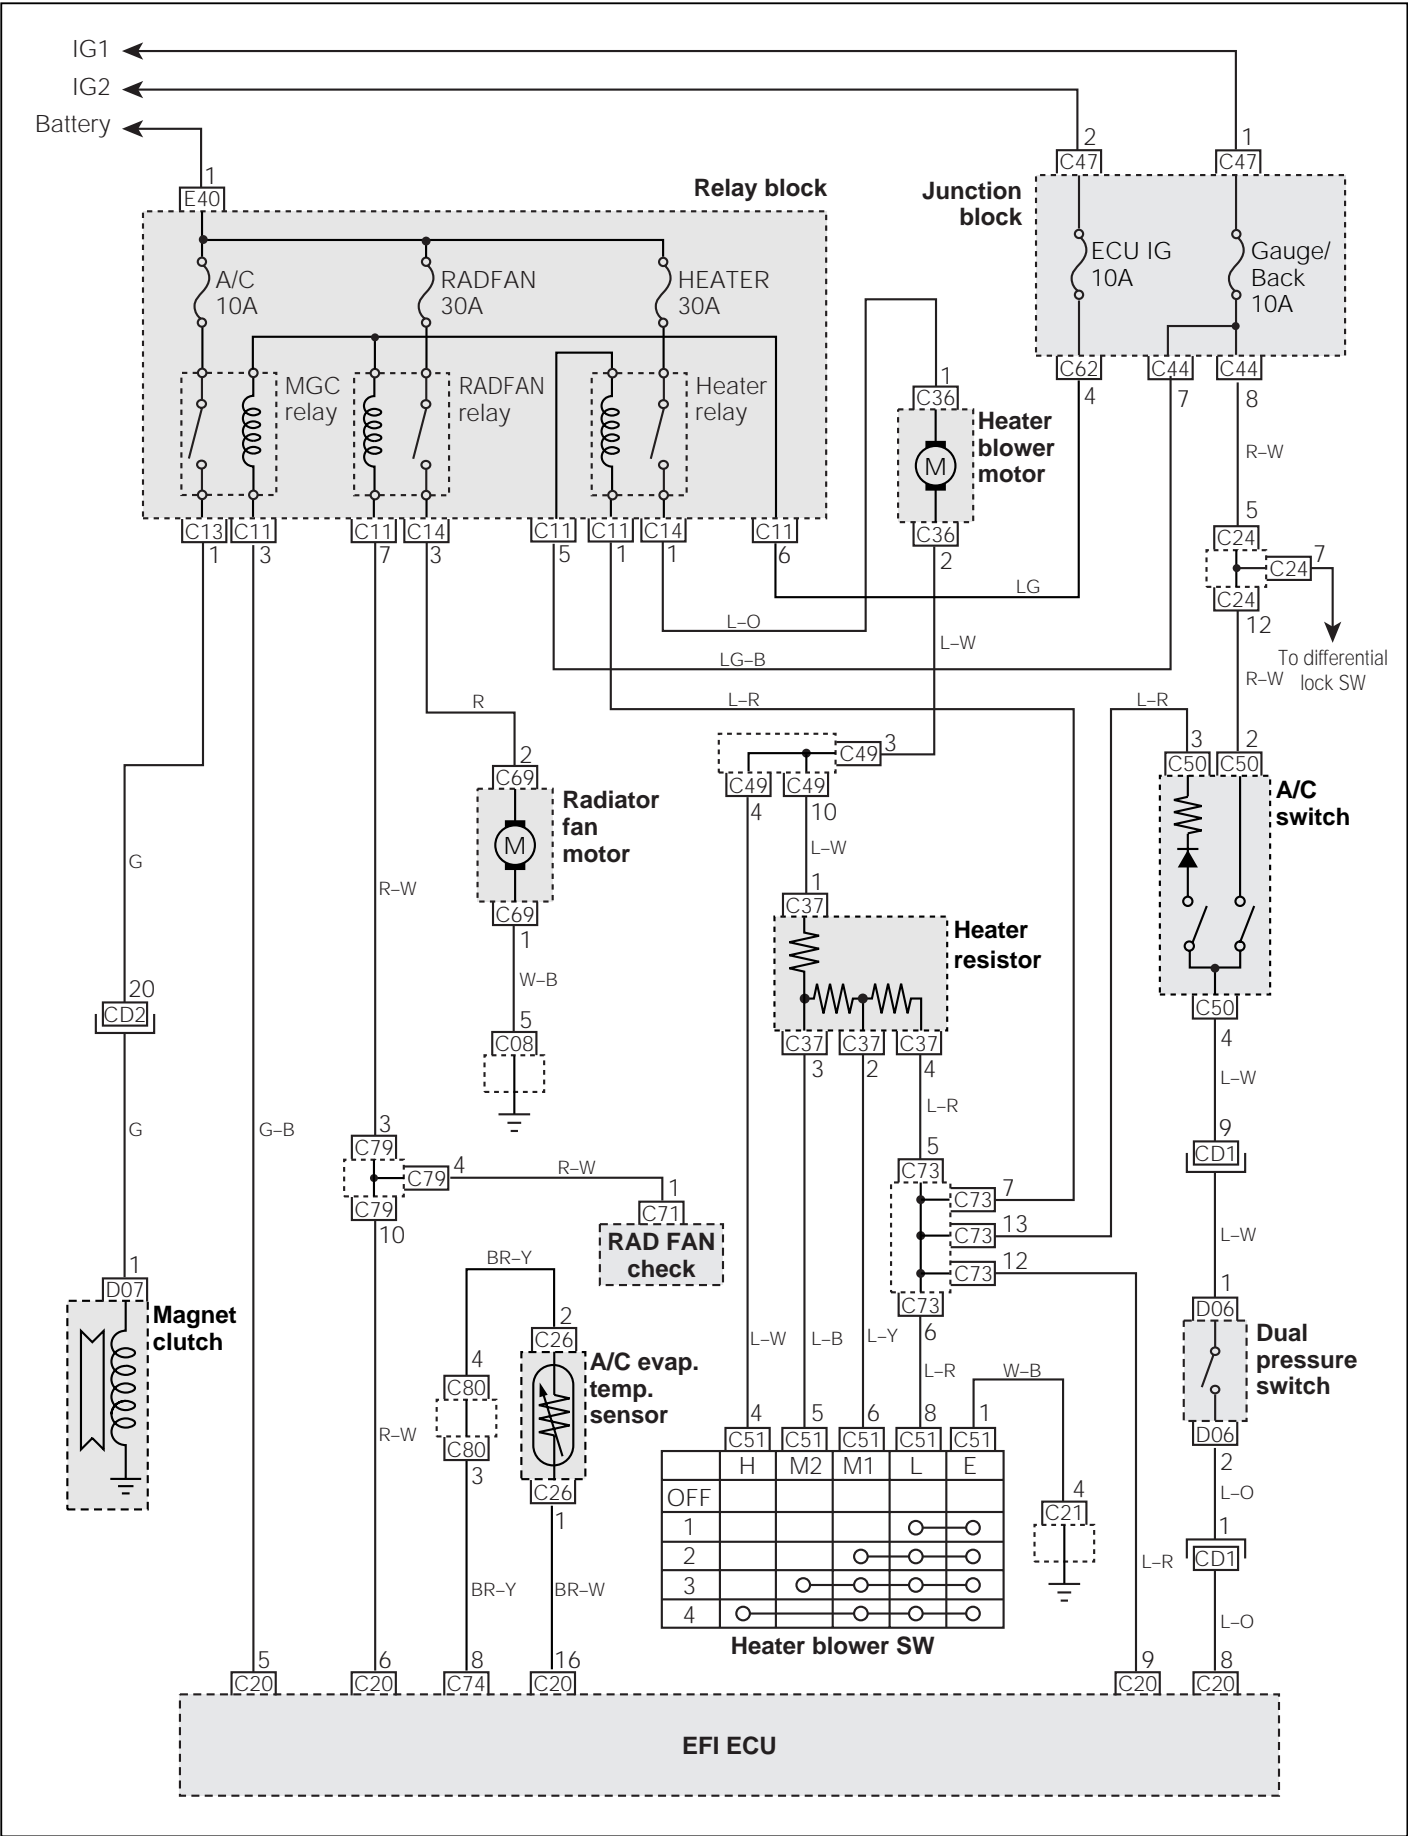 IG1
IG2
Battery
1
E40
Relay block
Junction
block
2
C47
1
C47
A/C
10A
RADFAN
30A
HEATER
30A
ECU IG
10A
Gauge/
Back
10A
MGC
relay
RADFAN
relay
Heater
relay
C62
4
C44
7
C44
8
1
C36
Heater
blower
motor
M
C36
2
R–W
C13
1
C11
3
C11
7
C14
3
C11
5
C11
1
C14
1
C11
6
5
C24
C24
7
C24
12
To differential
lock SW
LG
L–O
L–W
LG–B
R–W
L–R
L–R
R
2
C69
Radiator
fan
motor
M
C69
1
W–B
5
C08
C49
3
C49
4
C49
10
L–W
1
C37
Heater
resistor
C37
3
C37
2
C37
4
L–R
3
C50
2
C50
A/C
switch
C50
4
L–W
9
CD1
L–W
G
R–W
20
CD2
G
G–B
3
C79
C79
4
C79
10
R–W
1
C71
RAD FAN
check
5
C73
C73
7
C73
13
C73
12
C73
6
1
D07
Magnet
clutch
BR–Y
2
C26
A/C evap.
temp.
sensor
4
C80
C80
3
C26
1
R–W
BR–Y
BR–W
L–W
L–B
L–Y
L–R
W–B
1
D06
Dual
pressure
switch
D06
2
L–O
1
CD1
L–O
4
C51
5
C51
6
C51
8
C51
1
C51
H M2 M1 L E
OFF
1
2
3
4
Heater blower SW
4
C21
L–R
5
C20
6
C20
8
C74
16
C20
9
C20
8
C20
EFI ECU